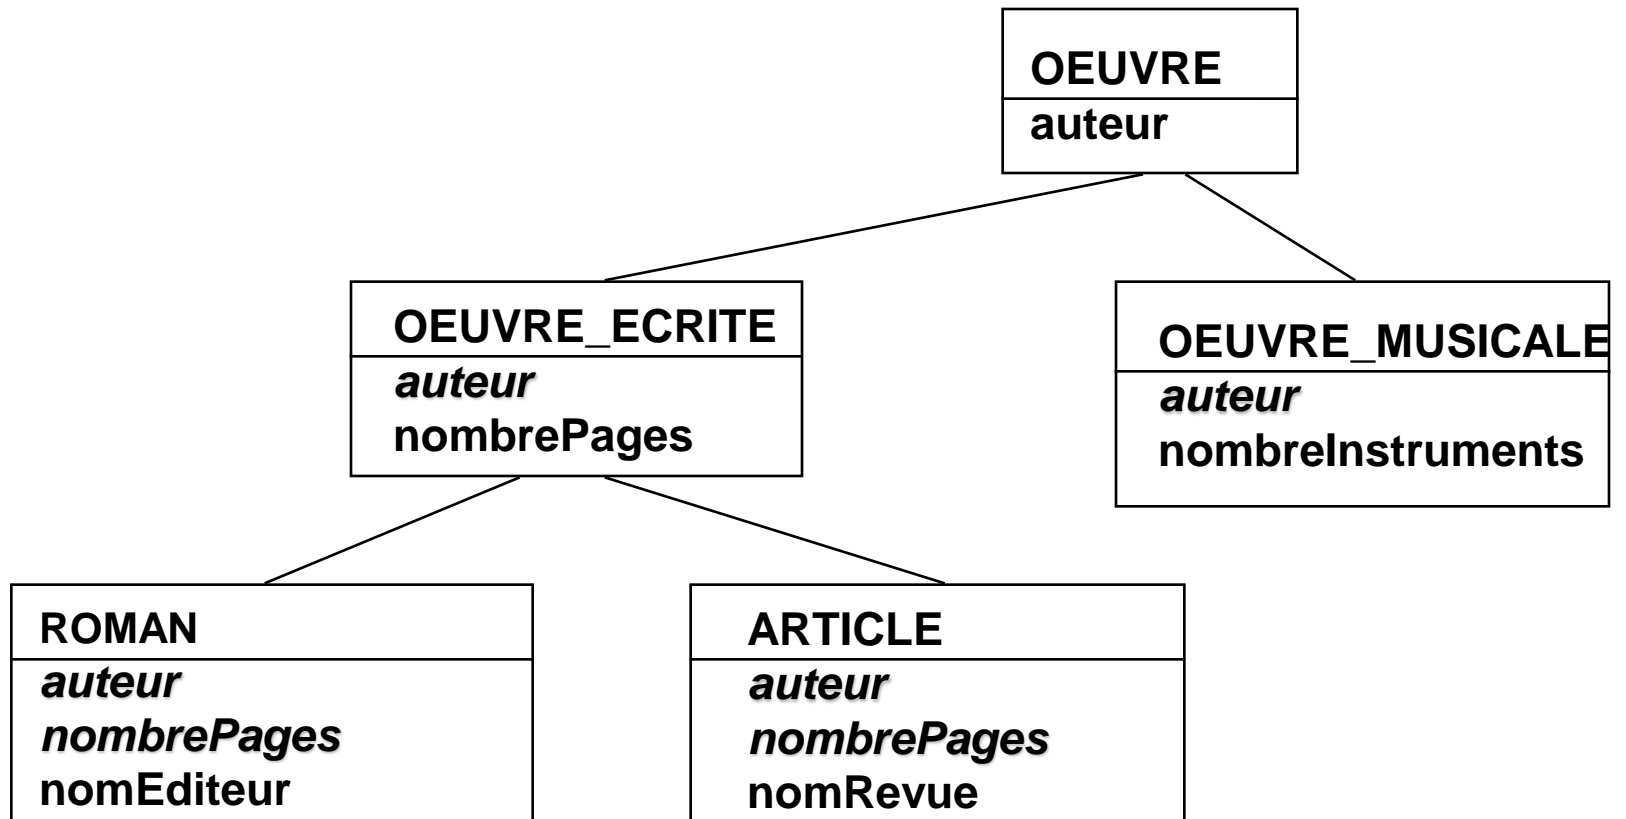 OEUVRE
auteur
OEUVRE_ECRITE
auteur
nombrePages
OEUVRE_MUSICALE
auteur
nombreInstruments
ROMAN
auteur
nombrePages
nomEditeur
ARTICLE
auteur
nombrePages
nomRevue